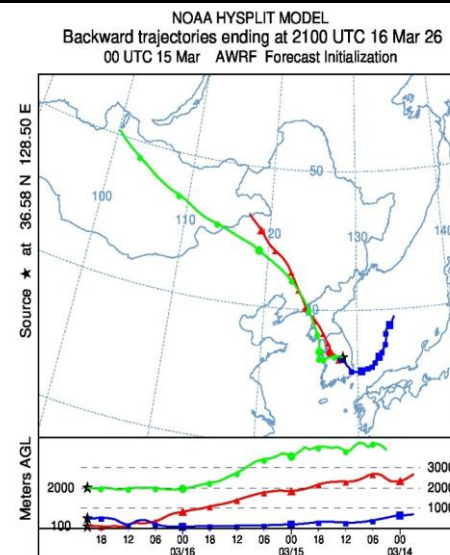 NOAA HYSPLIT MODEL
Backward trajectories ending at 2100 UTC 16 Mar 26
00 UTC 15 Mar AWRF Forecast Initialization
Source ★ at 36.58 N 128.50 E
100
110
120
130
140
50
40
Meters AGL
2000
100
3000
2000
1000
18 12 06 00 18 12 06 00 18 12 06 00
03/16 03/15 03/14